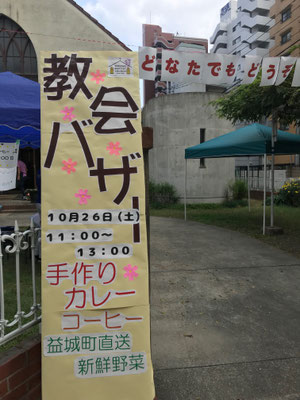 教会
バザー
10月26日(土)
11:00〜
13:00
手作り
カレー
コーヒー
益城町直送
新鮮野菜
どなたでもどうぞ